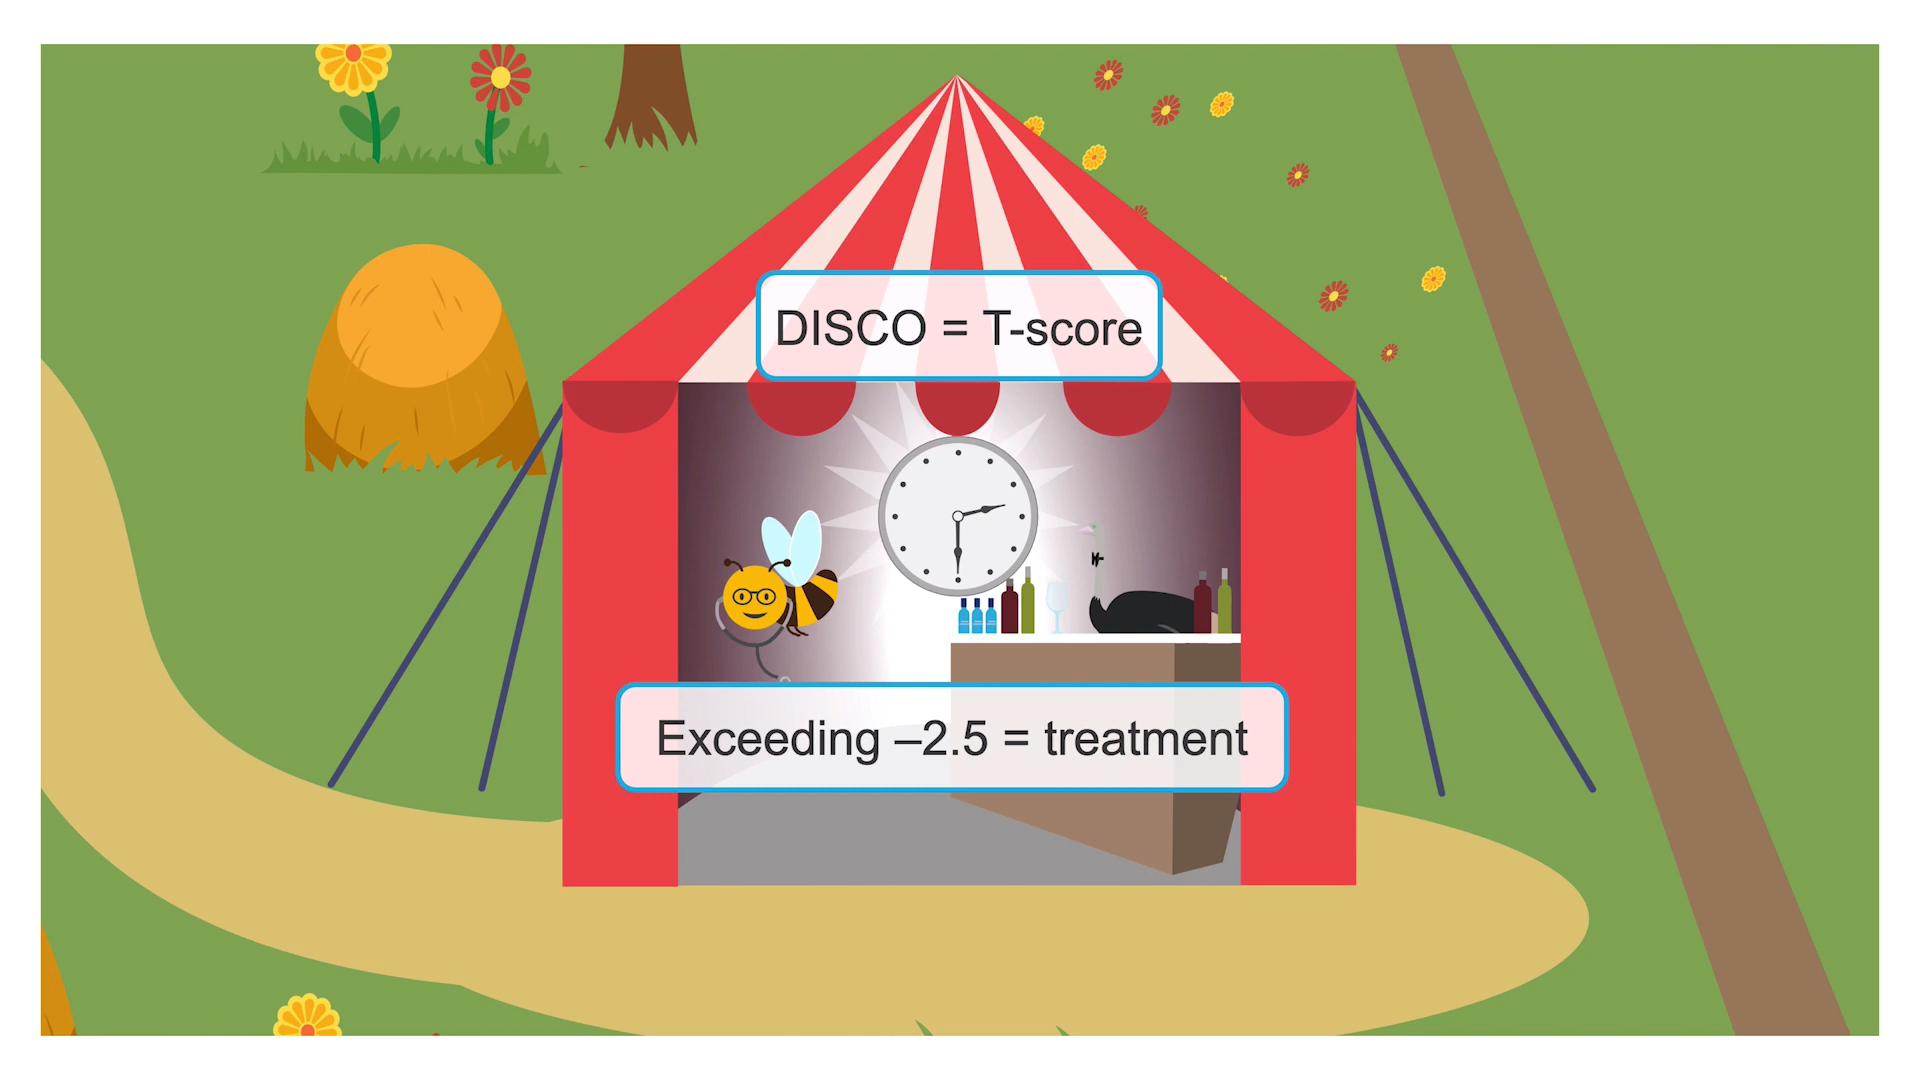 DISCO = T-score
Exceeding –2.5 = treatment